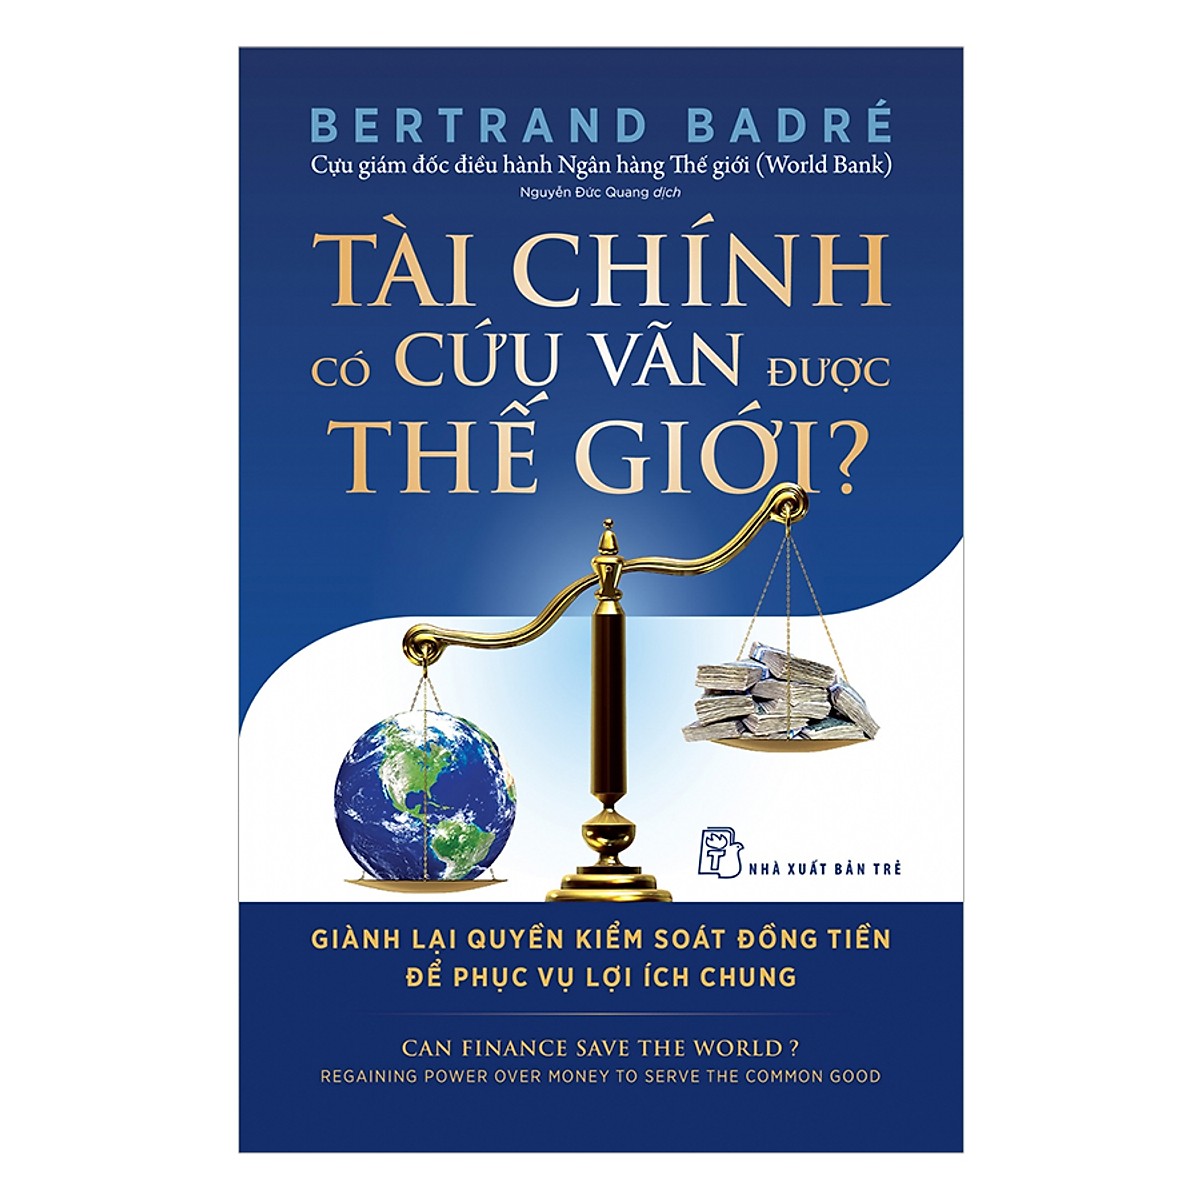 BERTRAND BADRÉ
Cựu giám đốc điều hành Ngân hàng Thế giới (World Bank)
Nguyễn Đức Quang dịch
TÀI CHÍNH
CÓ CỨU VÃN ĐƯỢC
THẾ GIỚI?
T
NHÀ XUẤT BẢN TRẺ
GIÀNH LẠI QUYỀN KIỂM SOÁT ĐỒNG TIỀN
ĐỂ PHỤC VỤ LỢI ÍCH CHUNG
CAN FINANCE SAVE THE WORLD ?
REGAINING POWER OVER MONEY TO SERVE THE COMMON GOOD